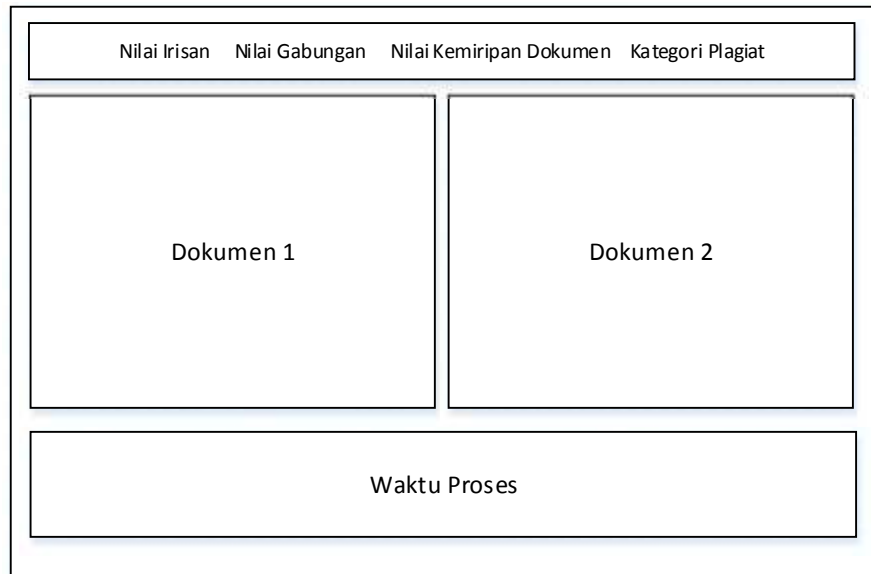 Nilai Irisan Nilai Gabungan Nilai Kemiripan Dokumen Kategori Plagiat
Dokumen 1
Dokumen 2
Waktu Proses